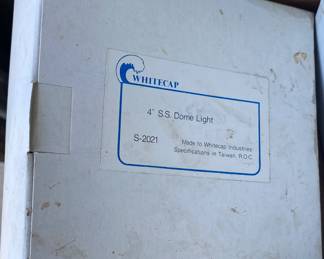 WHITECAP
4" S.S. Dome Light
S-2021
Made to Whitecap Industries
Specifications in Taiwan, R.O.C.